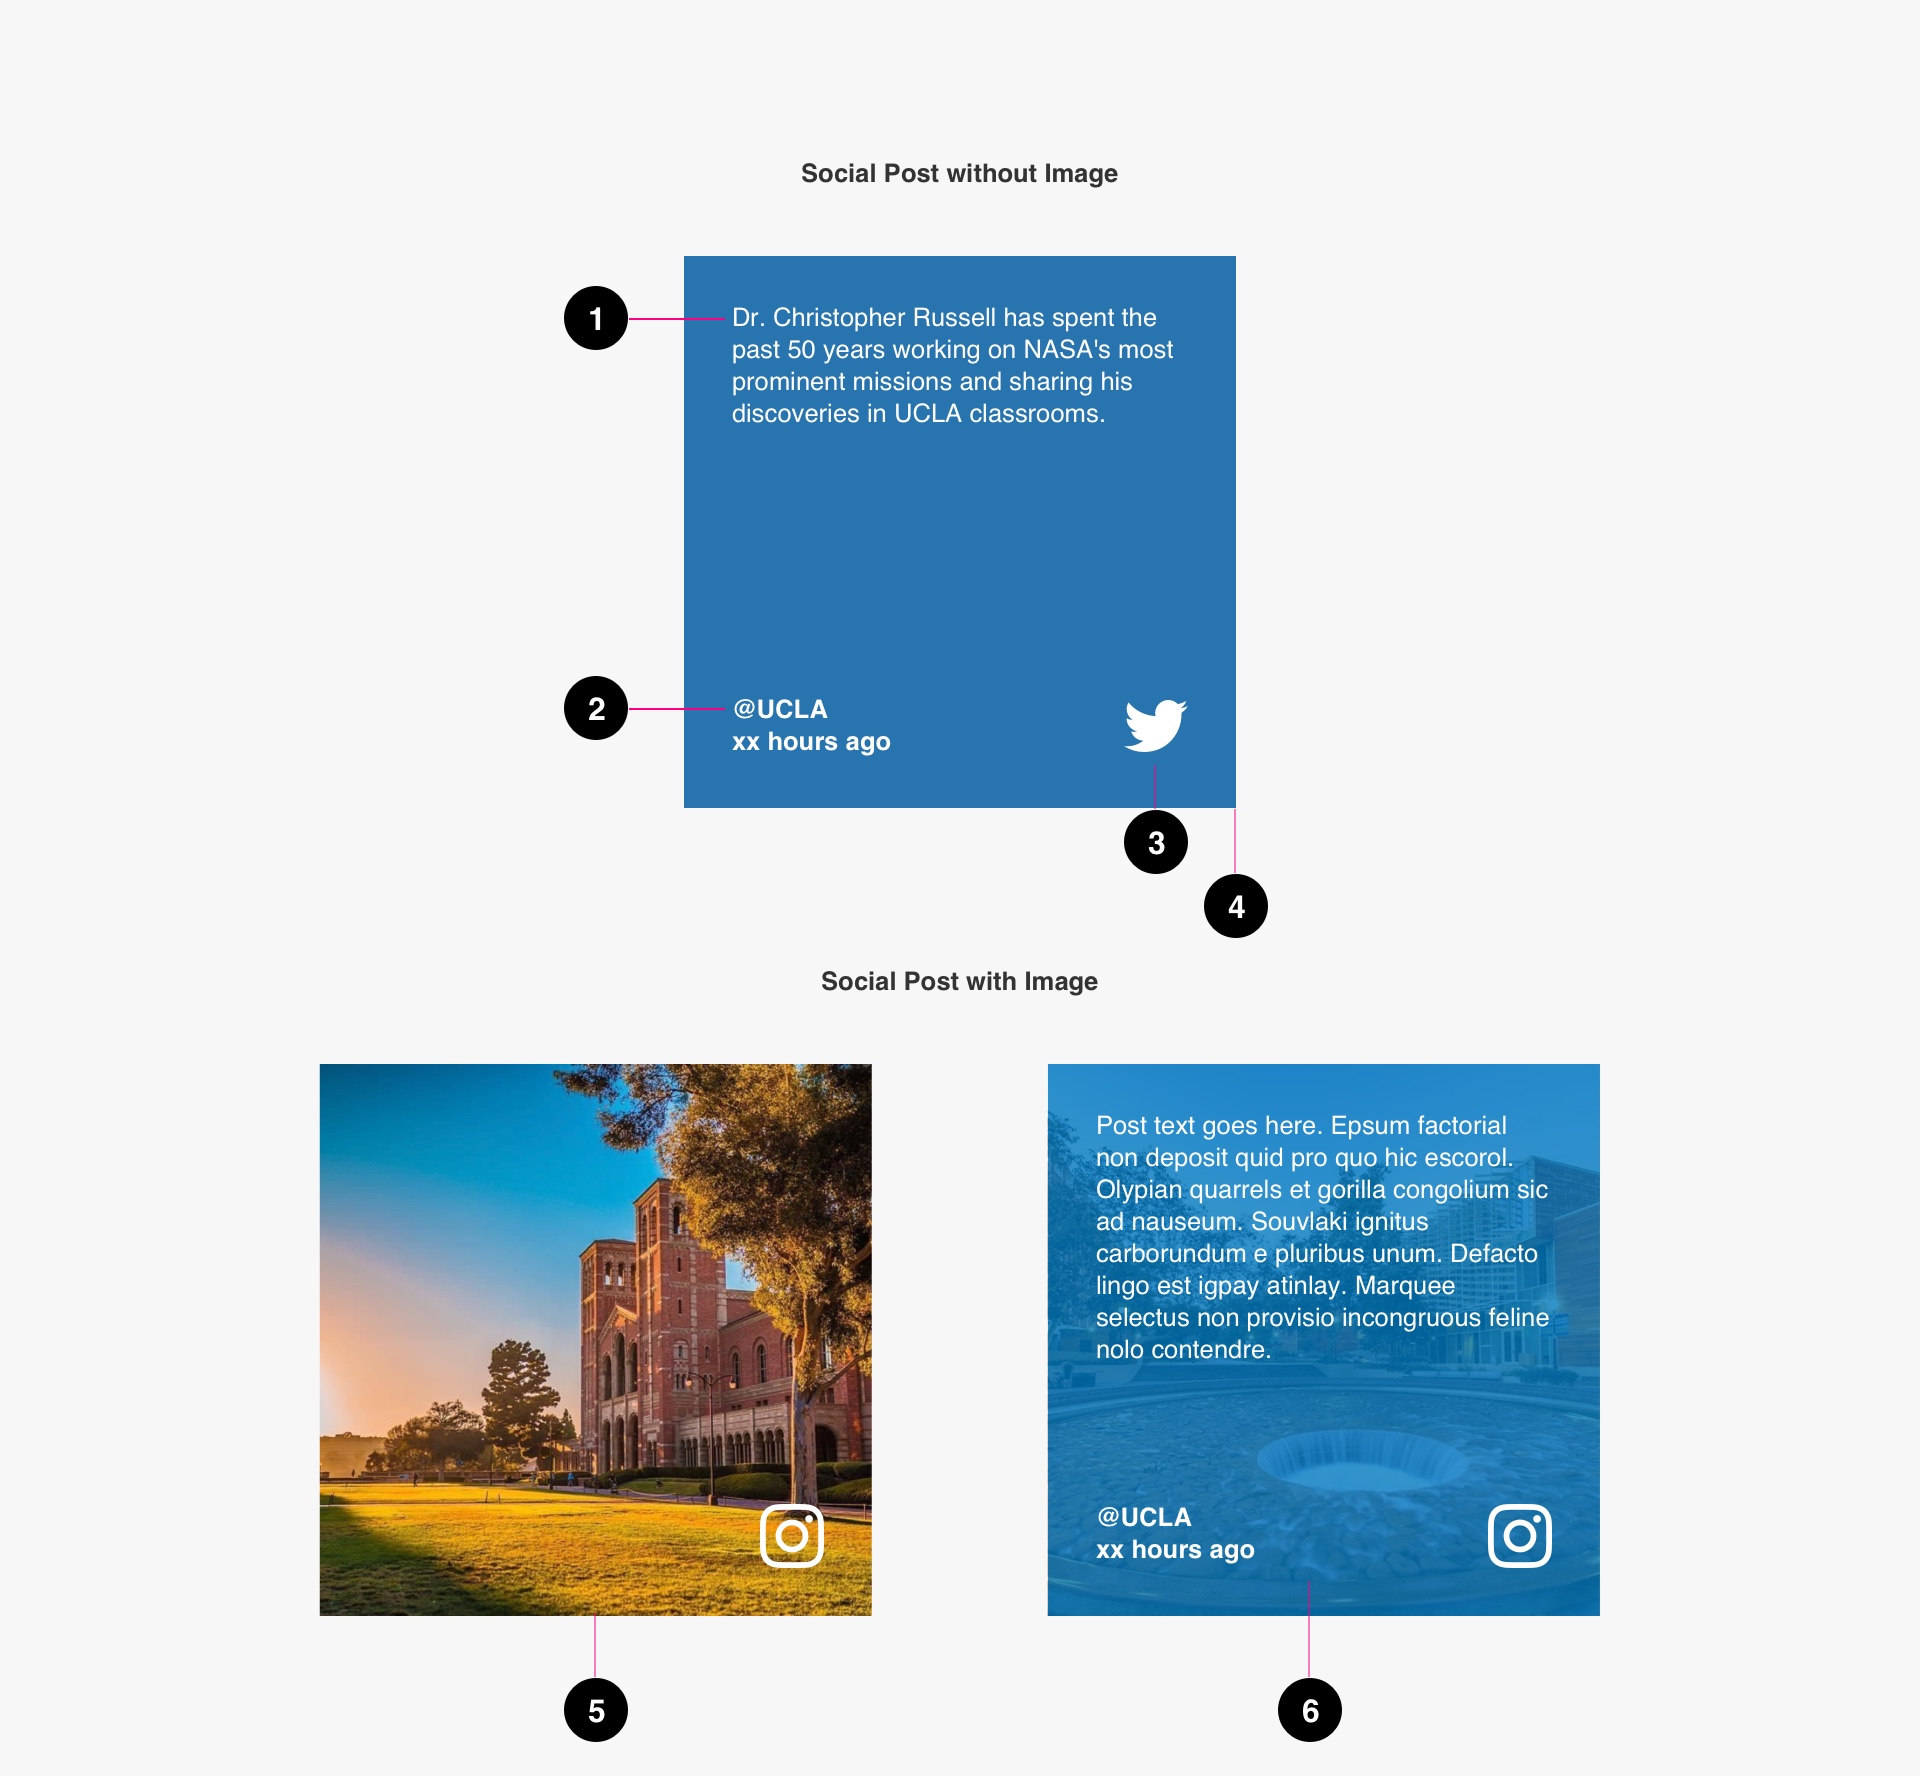 Social Post without Image
1
Dr. Christopher Russell has spent the
past 50 years working on NASA's most
prominent missions and sharing his
discoveries in UCLA classrooms.
2
@UCLA
xx hours ago
3
4
Social Post with Image
Post text goes here. Epsum factorial
non deposit quid pro quo hic escorol.
Olypian quarrels et gorilla congolium sic
ad nauseum. Souvlaki ignitus
carborundum e pluribus unum. Defacto
lingo est igpay atinlay. Marquee
selectus non provisio incongruous feline
nolo contendre.
@UCLA
xx hours ago
5
6